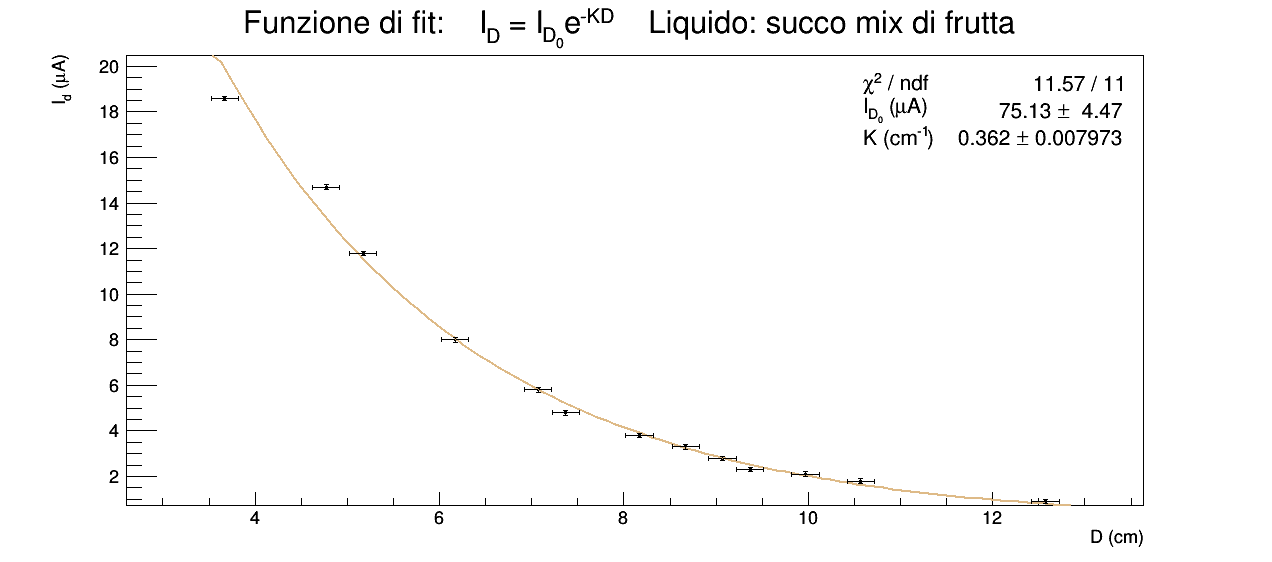 Funzione di fit: I_D = I_D₀ e^-KD Liquido: succo mix di frutta
I_d (μA)
χ² / ndf 11.57 / 11
I_D₀ (μA) 75.13 ± 4.47
K (cm⁻¹) 0.362 ± 0.007973
20
18
16
14
12
10
8
6
4
2
4 6 8 10 12
D (cm)